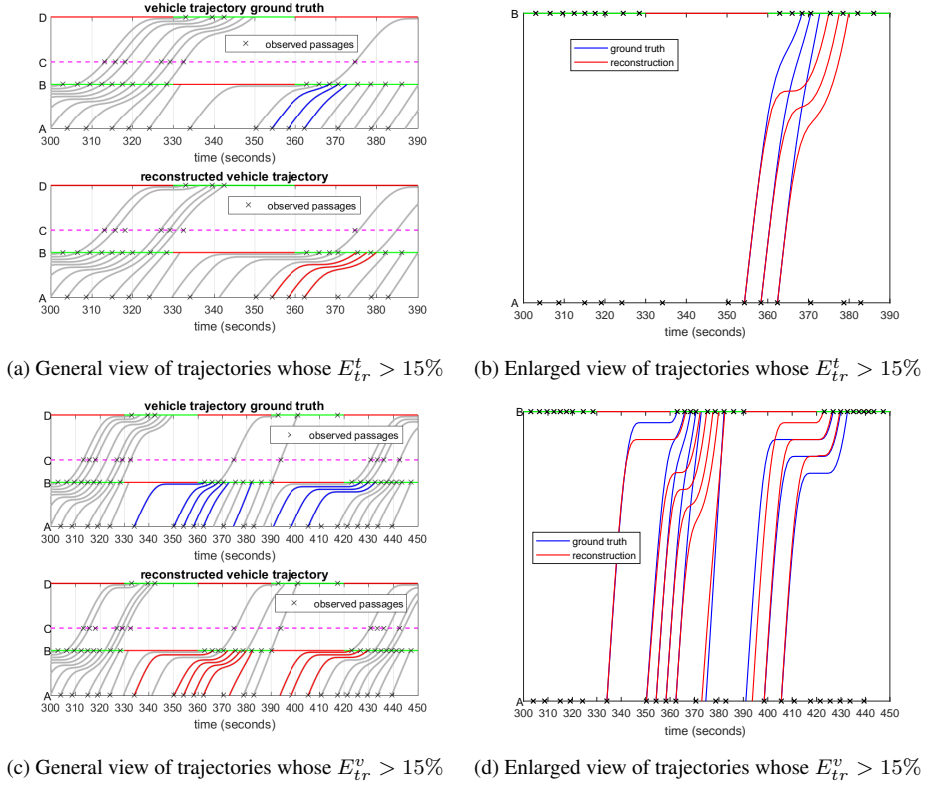 vehicle trajectory ground truth
D
C
B
A
× observed passages
300 310 320 330 340 350 360 370 380 390
time (seconds)
reconstructed vehicle trajectory
D
C
B
A
× observed passages
300 310 320 330 340 350 360 370 380 390
time (seconds)
B
A
ground truth
reconstruction
300 310 320 330 340 350 360 370 380 390
time (seconds)
(a) General view of trajectories whose E^t_tr > 15%
(b) Enlarged view of trajectories whose E^t_tr > 15%
vehicle trajectory ground truth
D
C
B
A
observed passages
300 310 320 330 340 350 360 370 380 390 400 410 420 430 440 450
time (seconds)
reconstructed vehicle trajectory
D
C
B
A
× observed passages
300 310 320 330 340 350 360 370 380 390 400 410 420 430 440 450
time (seconds)
B
A
ground truth
reconstruction
300 310 320 330 340 350 360 370 380 390 400 410 420 430 440 450
time (seconds)
(c) General view of trajectories whose E^v_tr > 15%
(d) Enlarged view of trajectories whose E^v_tr > 15%